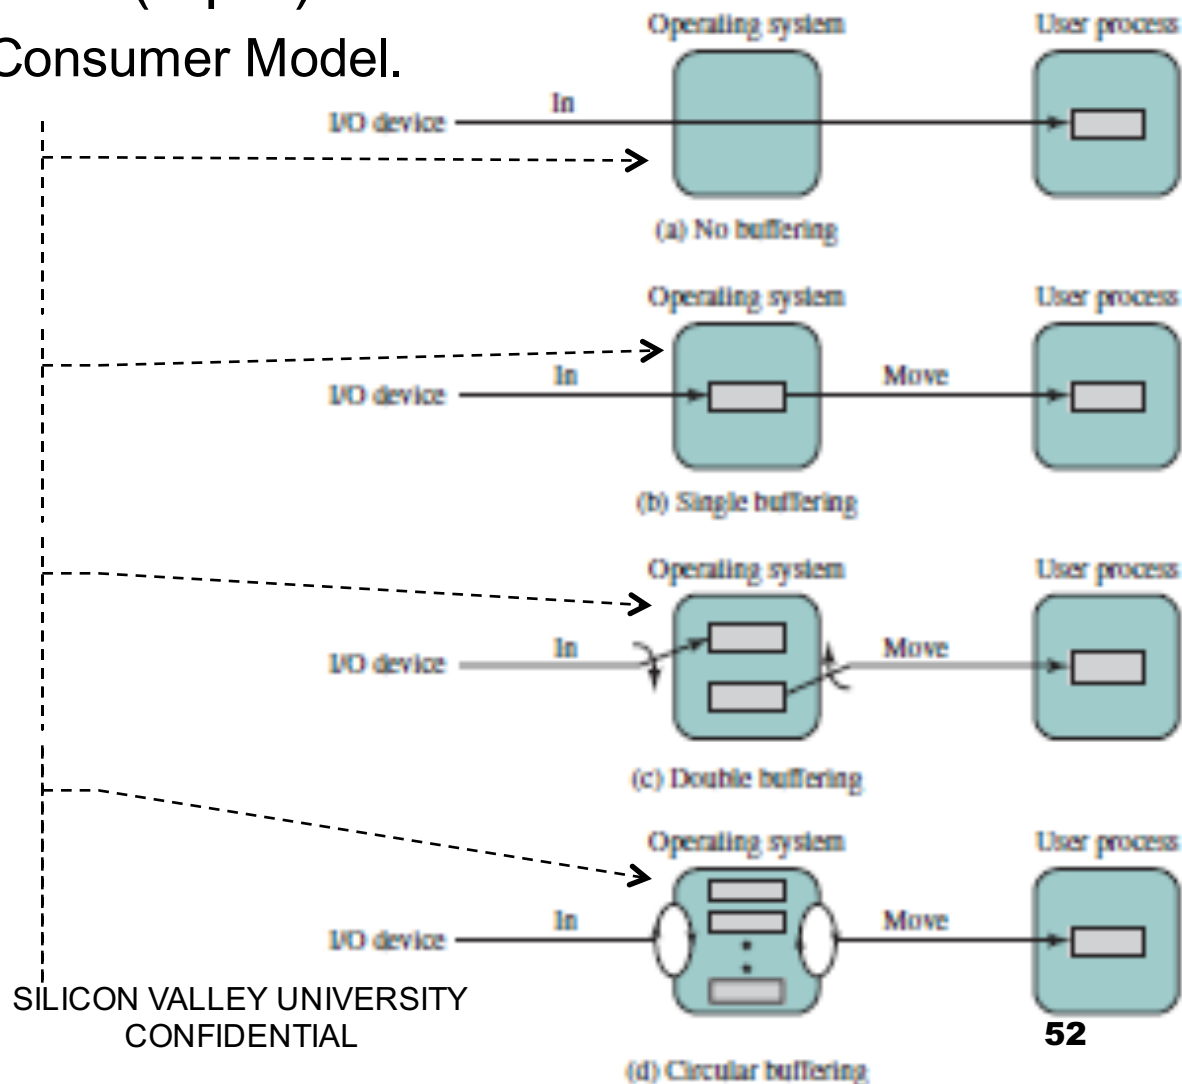 Consumer Model.
Operating system User process
In
I/O device
(a) No buffering
Operating system User process
In Move
I/O device
(b) Single buffering
Operating system User process
In Move
I/O device
(c) Double buffering
Operating system User process
In Move
I/O device
SILICON VALLEY UNIVERSITY
CONFIDENTIAL
52
(d) Circular buffering